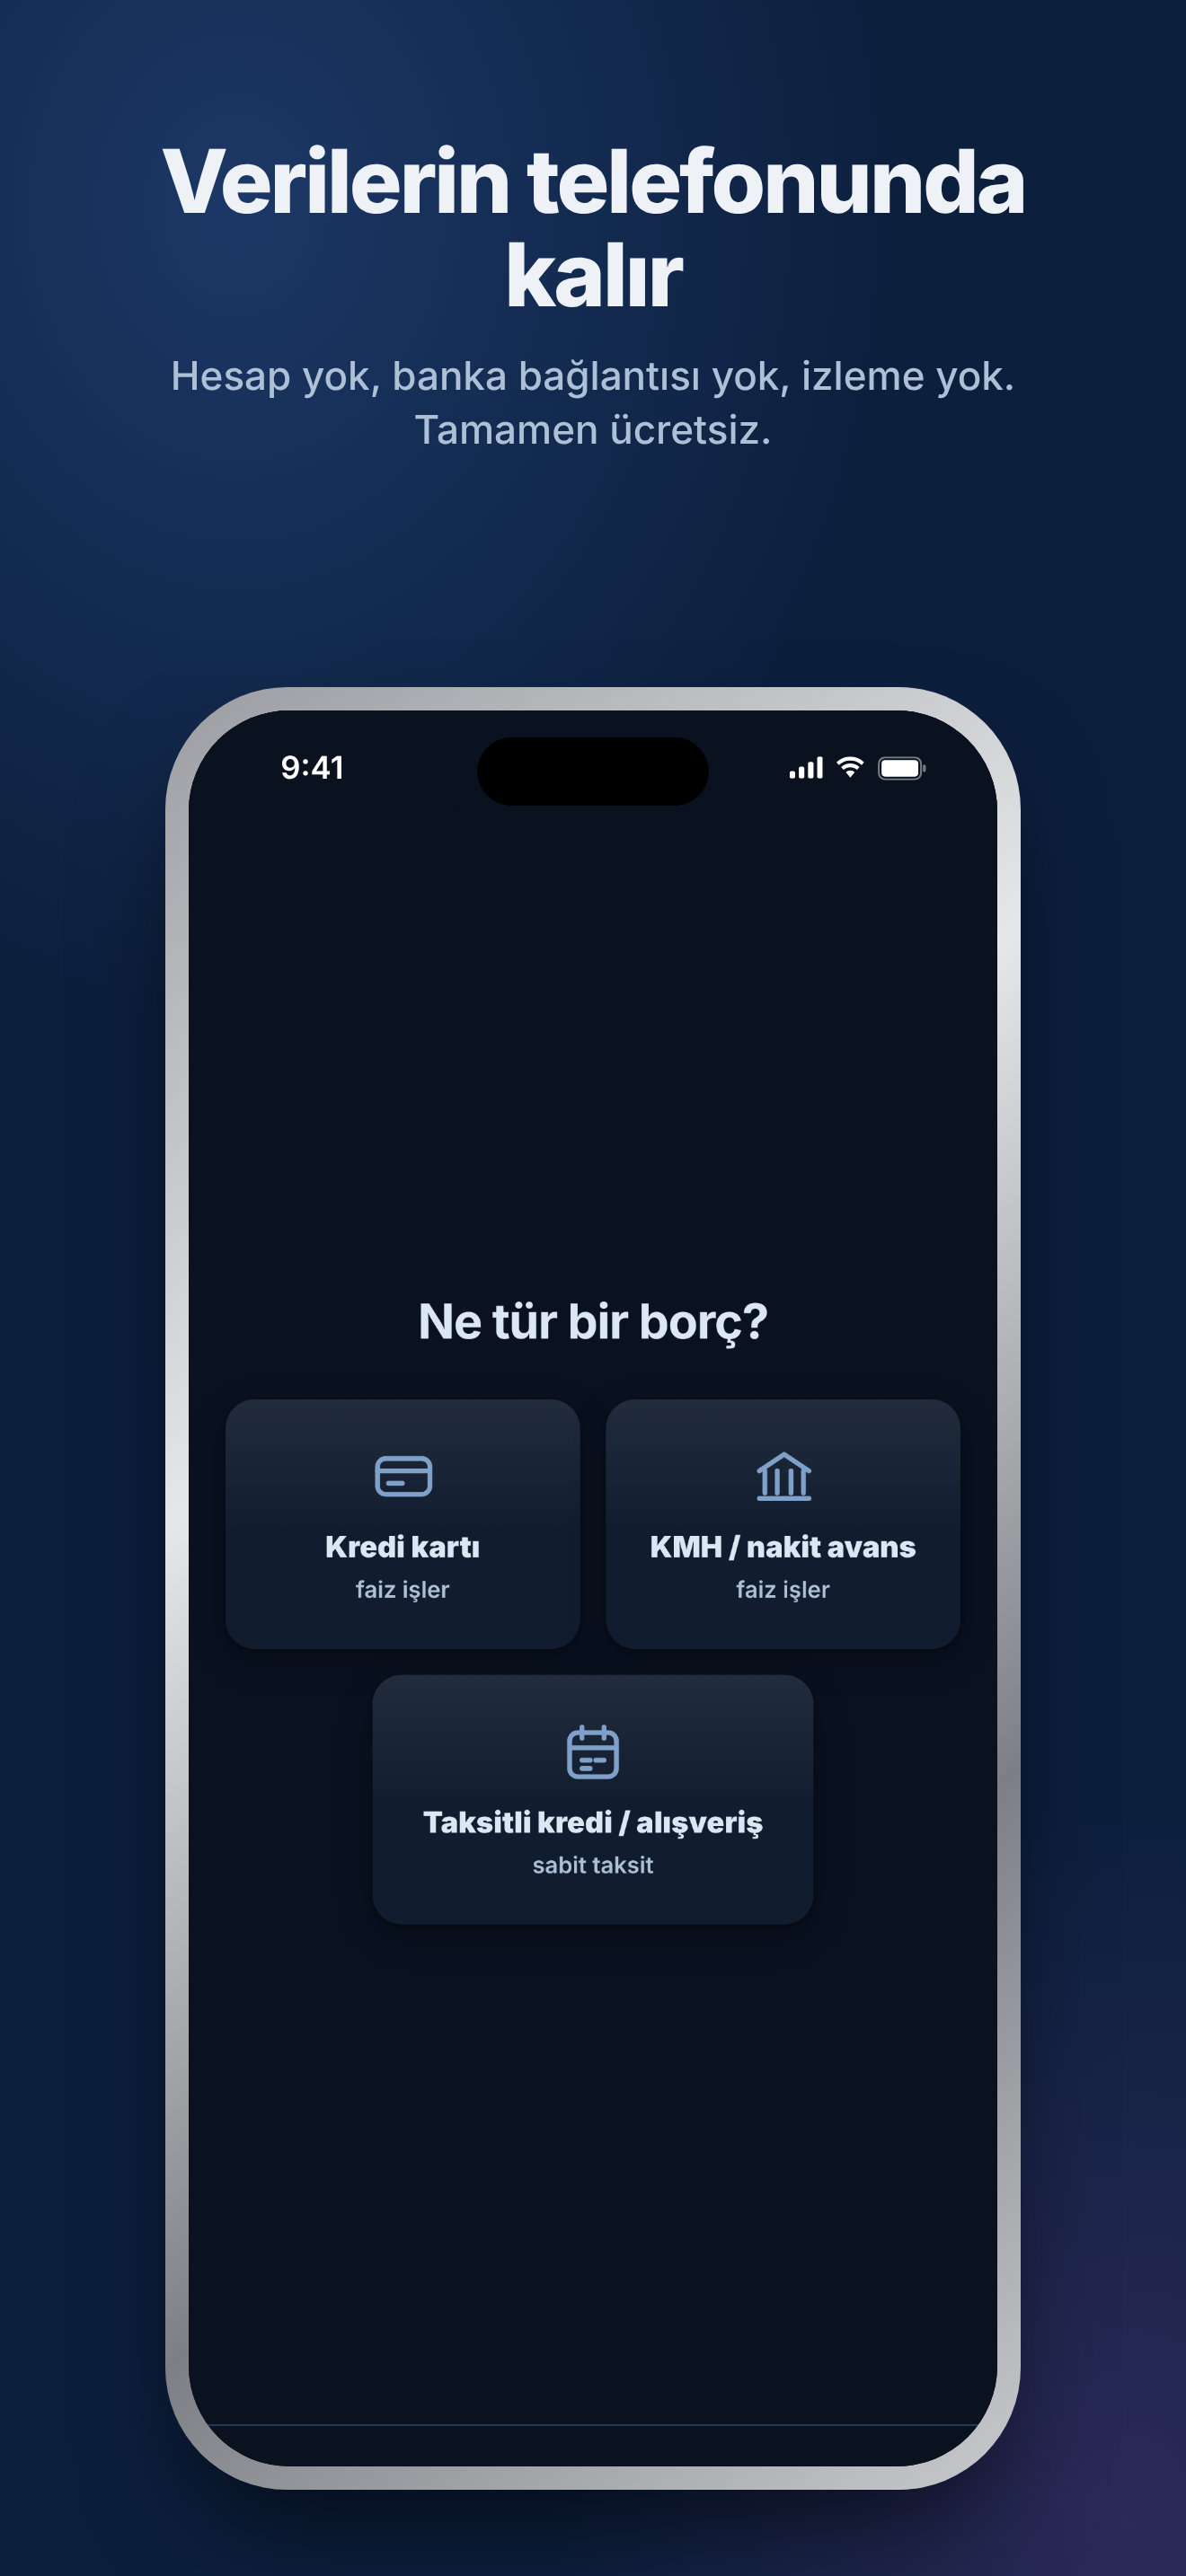 Verilerin telefonunda
kalır
Hesap yok, banka bağlantısı yok, izleme yok.
Tamamen ücretsiz.
9:41
Ne tür bir borç?
Kredi kartı
faiz işler
KMH / nakit avans
faiz işler
Taksitli kredi / alışveriş
sabit taksit